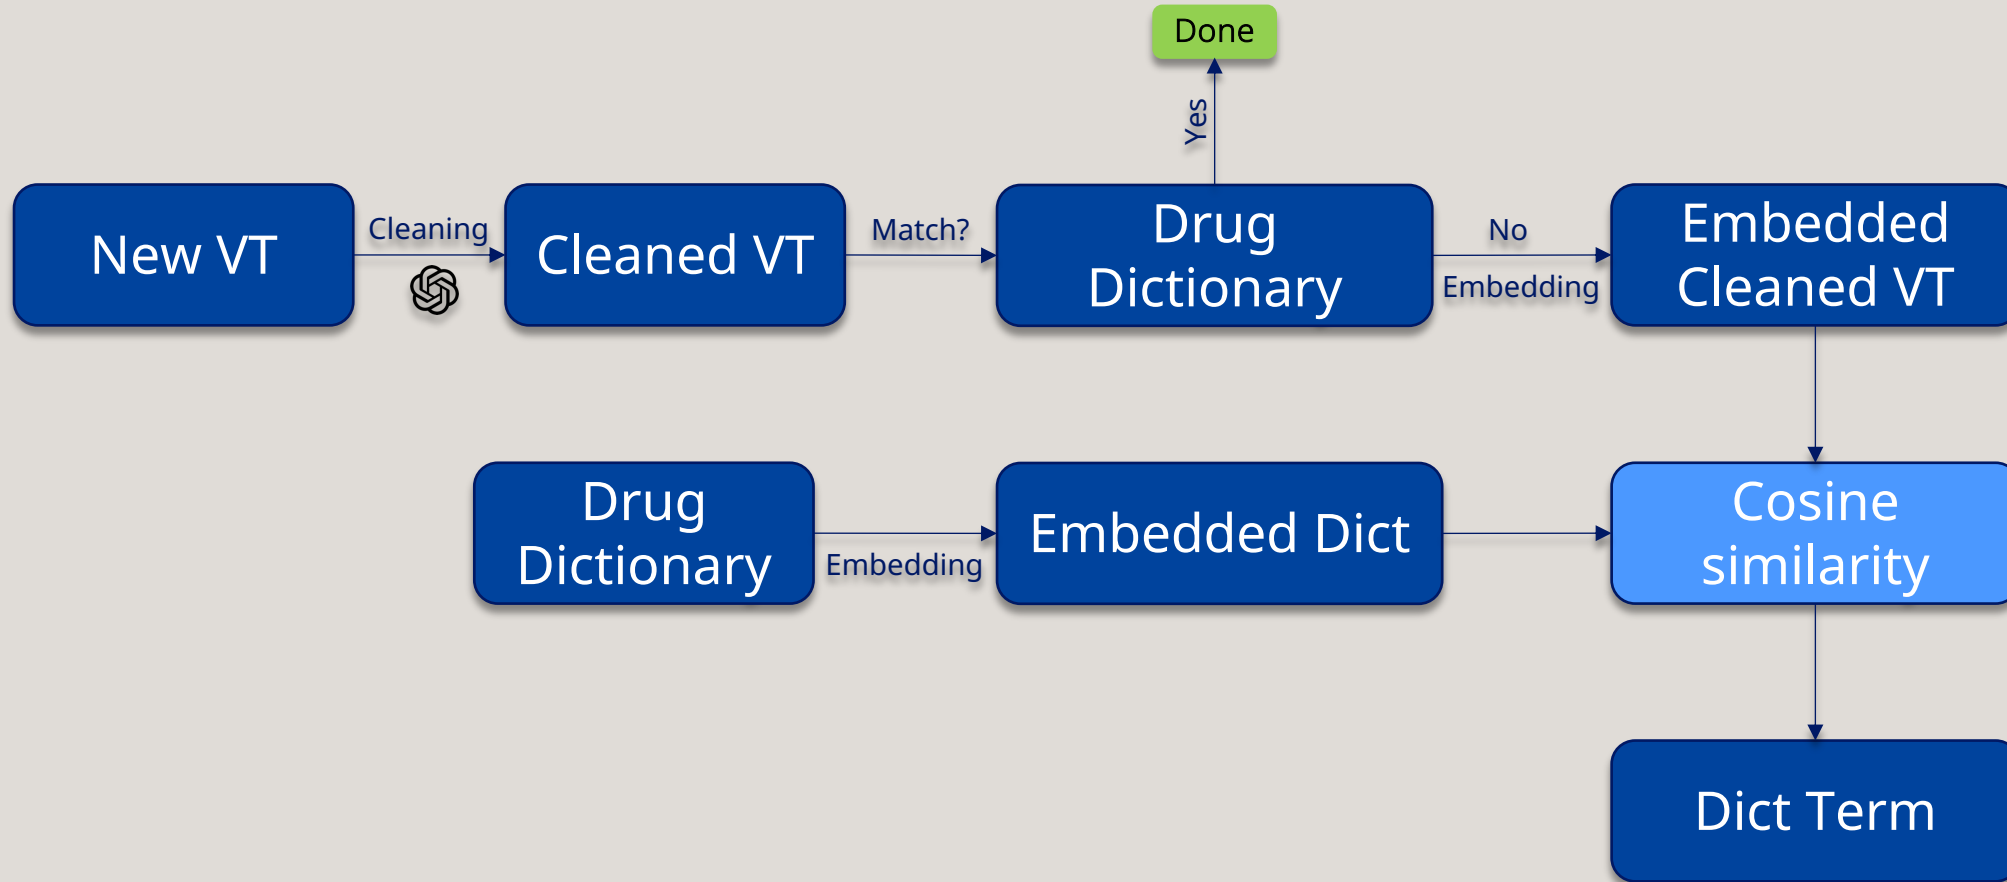 Done
Yes
New VT
Cleaning
Cleaned VT
Match?
Drug
Dictionary
No
Embedding
Embedded
Cleaned VT
Drug
Dictionary
Embedding
Embedded Dict
Cosine
similarity
Dict Term